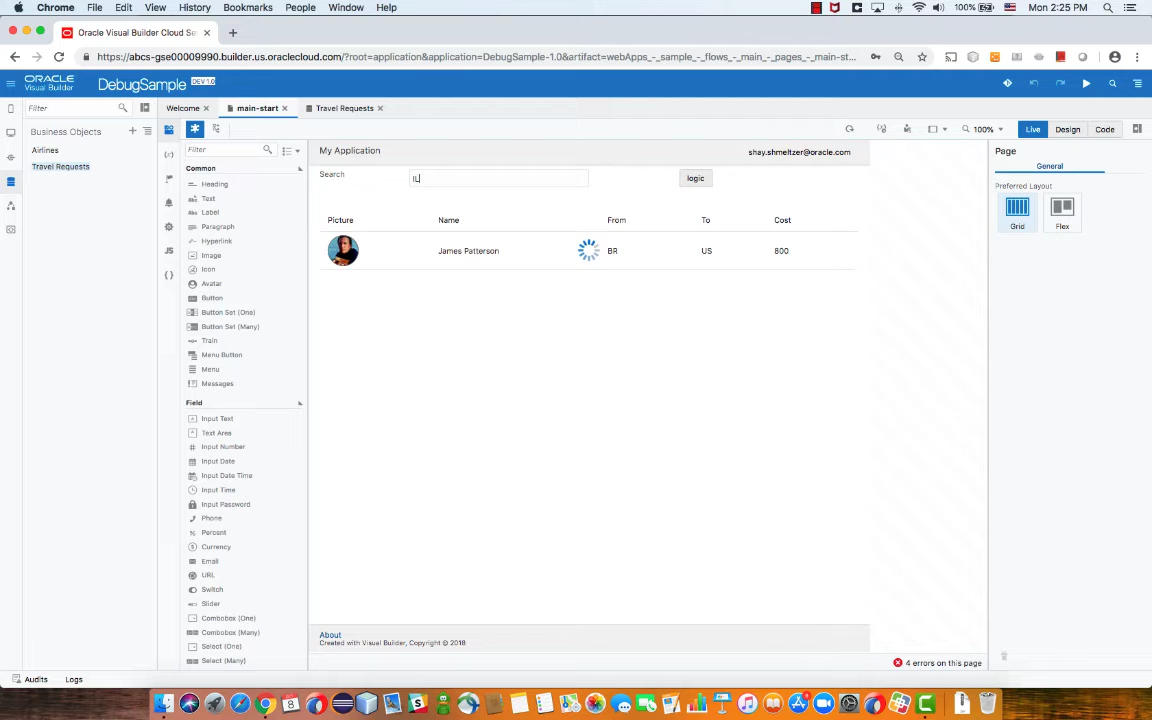 Chrome File Edit View History Bookmarks People Window Help 100% Mon 2:25 PM
Oracle Visual Builder Cloud Se
https://abcs-gse00009990.builder.us.oraclecloud.com/?root=application&application=DebugSample-1.0&artifact=webApps_-_sample_-_flows_-_main_-_pages_-_main-st...
ORACLE
Visual Builder
DebugSample DEV 1.0
Filter
Welcome
main-start
Travel Requests
Business Objects
100%
Live
Design
Code
Airlines
Travel Requests
Filter
Common
Heading
Text
Label
Paragraph
Hyperlink
Image
Icon
Avatar
Button
Button Set (One)
Button Set (Many)
Train
Menu Button
Menu
Messages
Field
Input Text
Text Area
Input Number
Input Date
Input Date Time
Input Time
Input Password
Phone
Percent
Currency
Email
URL
Switch
Slider
Combobox (One)
Combobox (Many)
Select (One)
Select (Many)
My Application
shay.shmeltzer@oracle.com
Search
IL
logic
Picture Name From To Cost
James Patterson BR US 800
About
Created with Visual Builder, Copyright © 2018
4 errors on this page
Page
General
Preferred Layout
Grid
Flex
Audits
Logs